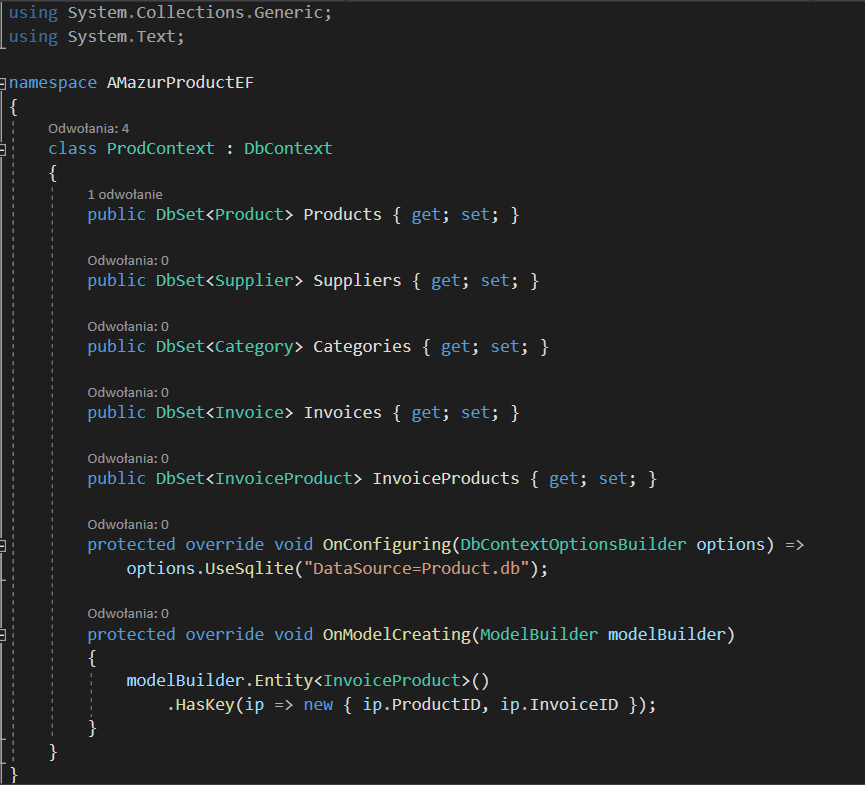 using System.Collections.Generic;
using System.Text;
namespace AMazurProductEF
{
Odwołania: 4
class ProdContext : DbContext
{
1 odwołanie
public DbSet<Product> Products { get; set; }
Odwołania: 0
public DbSet<Supplier> Suppliers { get; set; }
Odwołania: 0
public DbSet<Category> Categories { get; set; }
Odwołania: 0
public DbSet<Invoice> Invoices { get; set; }
Odwołania: 0
public DbSet<InvoiceProduct> InvoiceProducts { get; set; }
Odwołania: 0
protected override void OnConfiguring(DbContextOptionsBuilder options) =>
options.UseSqlite("DataSource=Product.db");
Odwołania: 0
protected override void OnModelCreating(ModelBuilder modelBuilder)
{
modelBuilder.Entity<InvoiceProduct>()
.HasKey(ip => new { ip.ProductID, ip.InvoiceID });
}
}
}